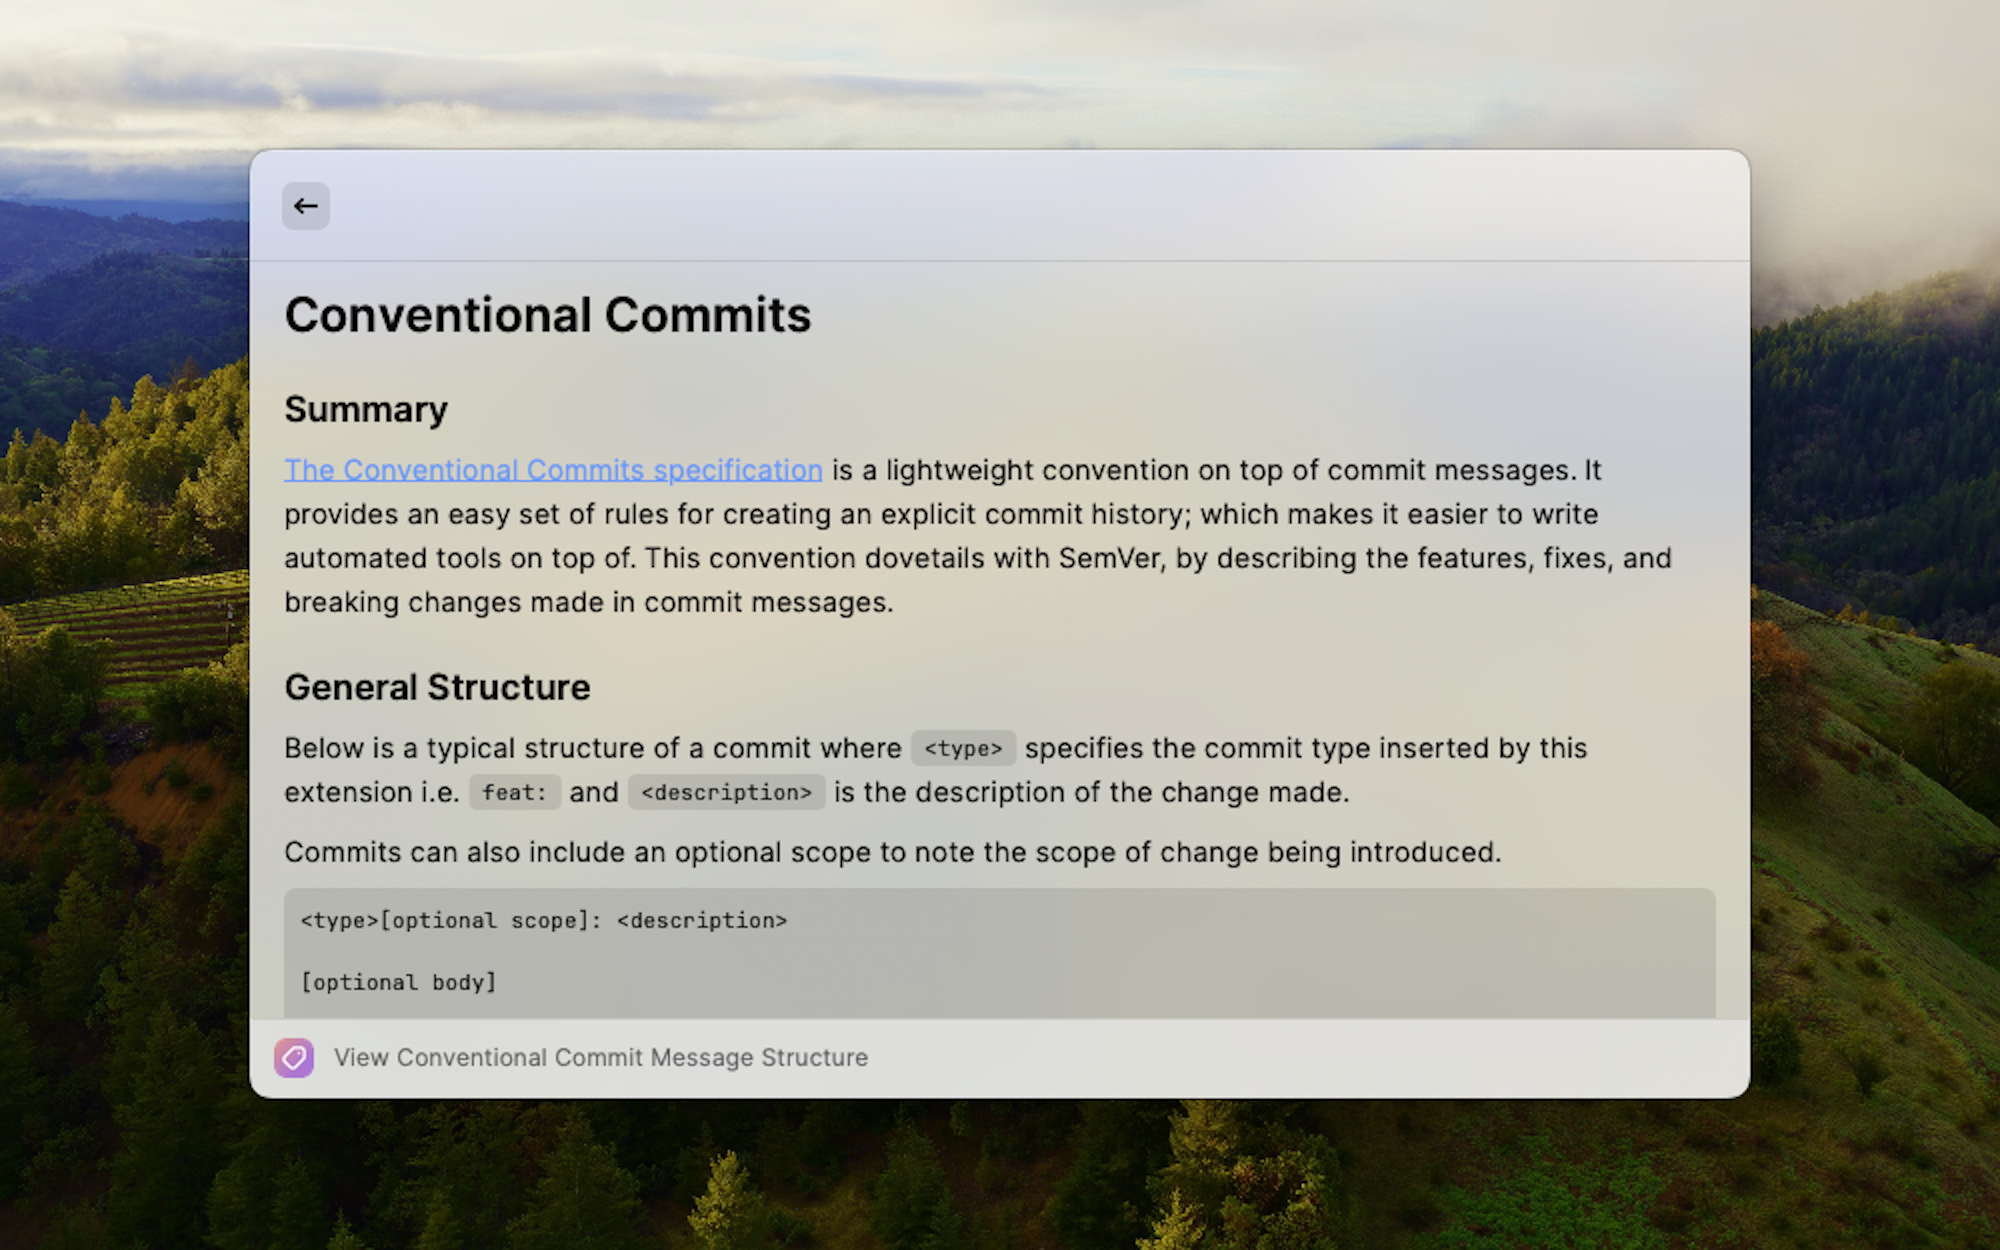 Conventional Commits
Summary
The Conventional Commits specification is a lightweight convention on top of commit messages. It
provides an easy set of rules for creating an explicit commit history; which makes it easier to write
automated tools on top of. This convention dovetails with SemVer, by describing the features, fixes, and
breaking changes made in commit messages.
General Structure
Below is a typical structure of a commit where <type> specifies the commit type inserted by this
extension i.e. feat: and <description> is the description of the change made.
Commits can also include an optional scope to note the scope of change being introduced.
<type>[optional scope]: <description>
[optional body]
View Conventional Commit Message Structure